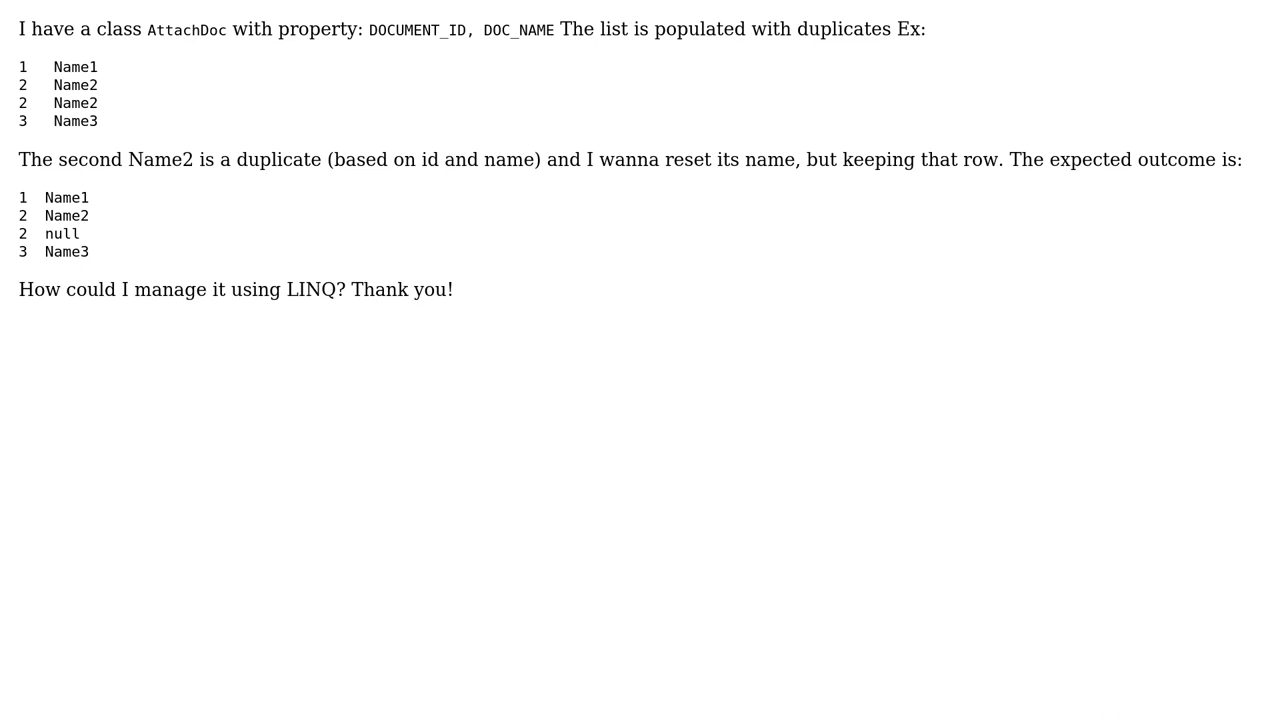 I have a class AttachDoc with property: DOCUMENT_ID, DOC_NAME The list is populated with duplicates Ex:
1   Name1
2   Name2
2   Name2
3   Name3
The second Name2 is a duplicate (based on id and name) and I wanna reset its name, but keeping that row. The expected outcome is:
1  Name1
2  Name2
2  null
3  Name3
How could I manage it using LINQ? Thank you!